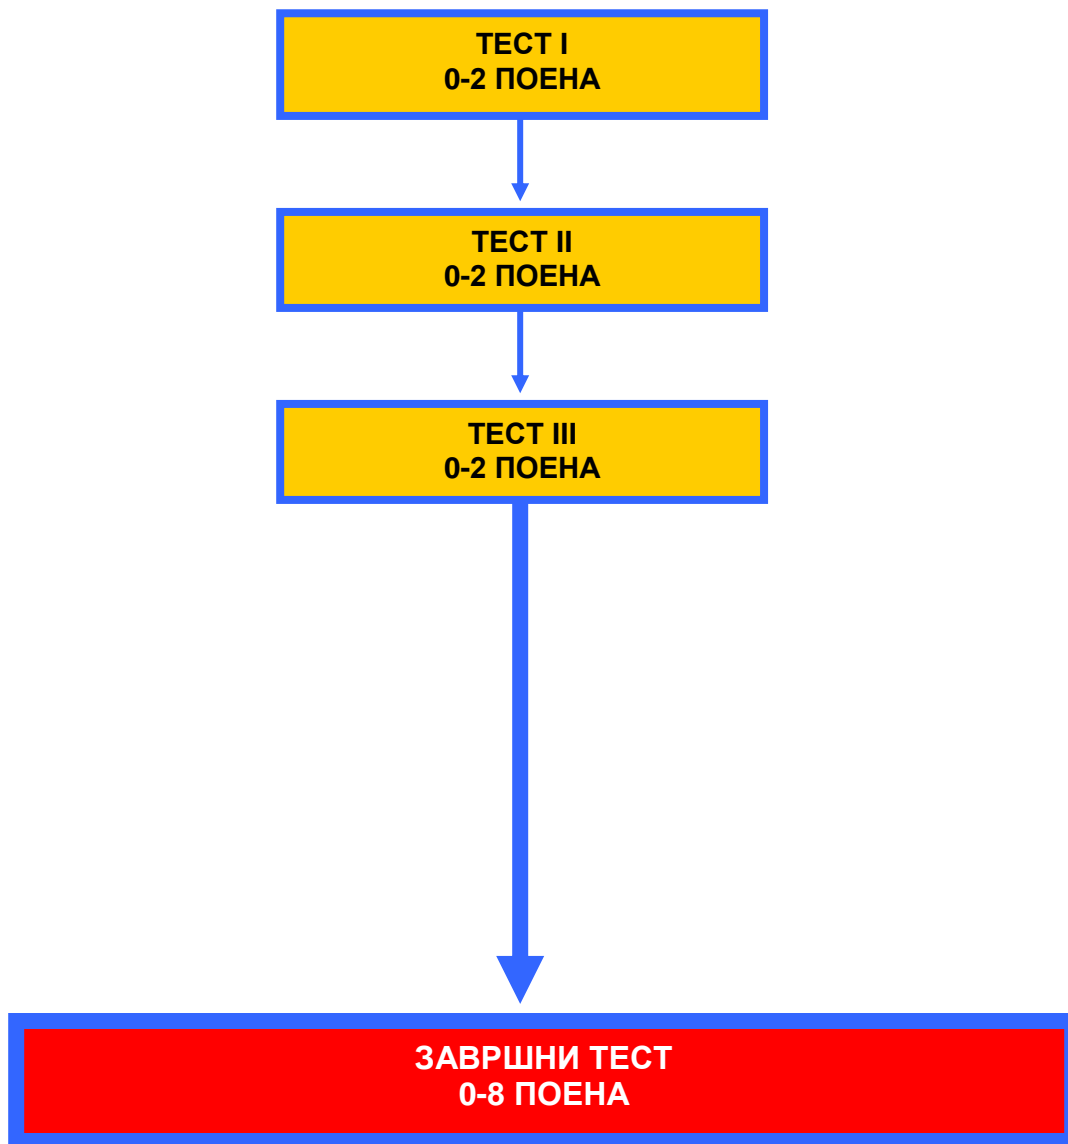 ТЕСТ I
0-2 ПОЕНА
ТЕСТ II
0-2 ПОЕНА
ТЕСТ III
0-2 ПОЕНА
ЗАВРШНИ ТЕСТ
0-8 ПОЕНА